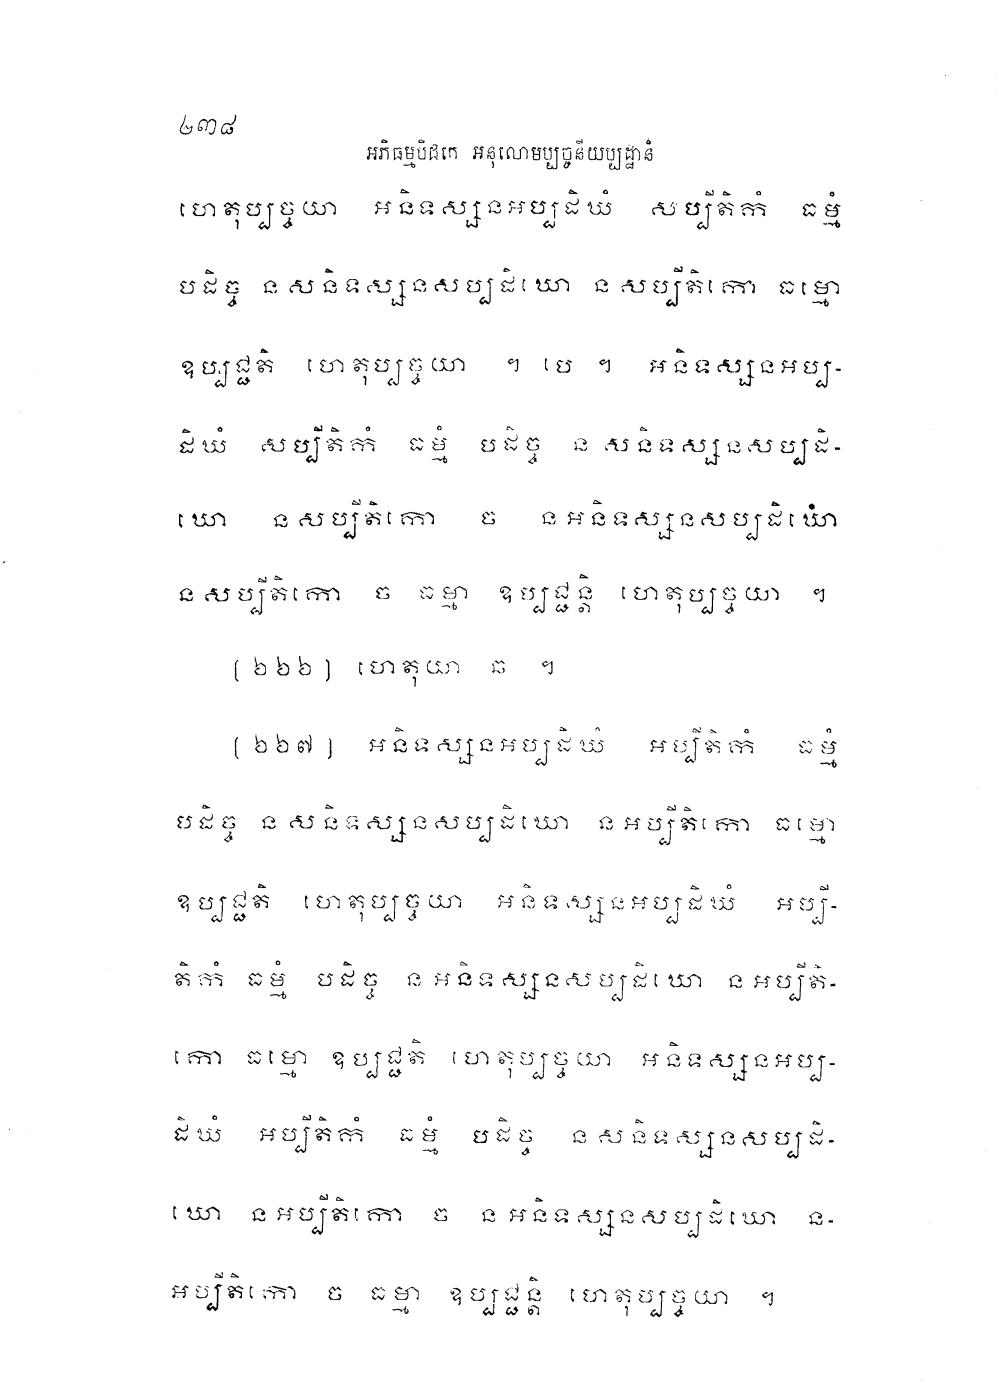 ២៣៨
អភិធម្មបិដកេ អនុលោមប្បច្ចនីយប្បដ្ឋានំ
ហេតុប្បច្ចយា អនិទស្សនអប្បដិឃំ សប្បីតិកំ ធម្មំ
បដិច្ច ន សនិទស្សនសប្បដិឃោ ន សប្បីតិកោ ធម្មោ
ឧប្បជ្ជតិ ហេតុប្បច្ចយា ។ បេ ។ អនិទស្សនអប្ប-
ដិឃំ សប្បីតិកំ ធម្មំ បដិច្ច ន សនិទស្សនសប្បដិ-
ឃោ ន សប្បីតិកោ ច ន អនិទស្សនសប្បដិឃោ
ន សប្បីតិកោ ច ធម្មា ឧប្បជ្ជន្តិ ហេតុប្បច្ចយា ។
[៦៦៦] ហេតុយា ឆ ។
[៦៦៧] អនិទស្សនអប្បដិឃំ អប្បីតិកំ ធម្មំ
បដិច្ច ន សនិទស្សនសប្បដិឃោ ន អប្បីតិកោ ធម្មោ
ឧប្បជ្ជតិ ហេតុប្បច្ចយា អនិទស្សនអប្បដិឃំ អប្បី-
តិកំ ធម្មំ បដិច្ច ន អនិទស្សនសប្បដិឃោ ន អប្បីតិ-
កោ ធម្មោ ឧប្បជ្ជតិ ហេតុប្បច្ចយា អនិទស្សនអប្ប-
ដិឃំ អប្បីតិកំ ធម្មំ បដិច្ច ន សនិទស្សនសប្បដិ-
ឃោ ន អប្បីតិកោ ច ន អនិទស្សនសប្បដិឃោ ន-
អប្បីតិកោ ច ធម្មា ឧប្បជ្ជន្តិ ហេតុប្បច្ចយា ។